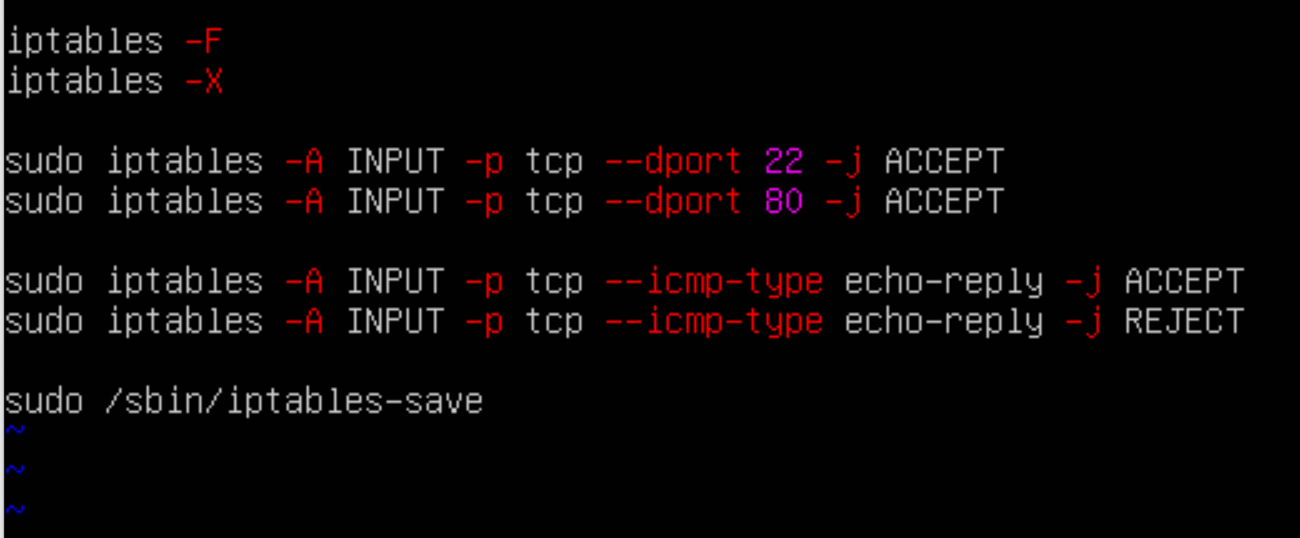 iptables -F
iptables -X
sudo iptables -A INPUT -p tcp --dport 22 -j ACCEPT
sudo iptables -A INPUT -p tcp --dport 80 -j ACCEPT
sudo iptables -A INPUT -p tcp --icmp-type echo-reply -j ACCEPT
sudo iptables -A INPUT -p tcp --icmp-type echo-reply -j REJECT
sudo /sbin/iptables-save
~
~
~